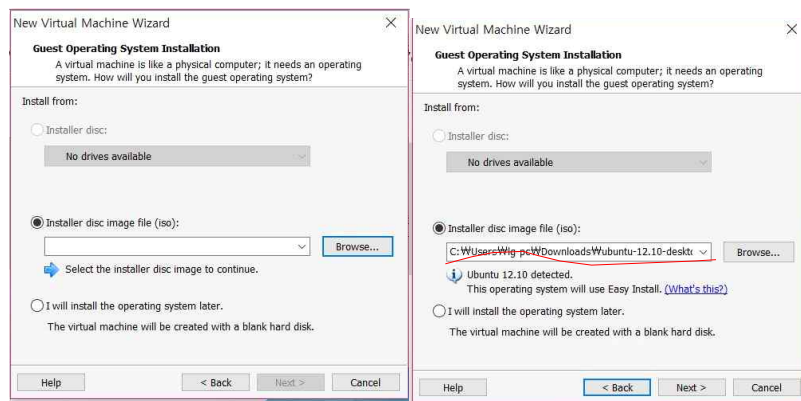 New Virtual Machine Wizard
Guest Operating System Installation
A virtual machine is like a physical computer; it needs an operating
system. How will you install the guest operating system?
Install from:
Installer disc:
No drives available
Installer disc image file (iso):
Browse...
Select the installer disc image to continue.
I will install the operating system later.
The virtual machine will be created with a blank hard disk.
Help
< Back
Next >
Cancel
New Virtual Machine Wizard
Guest Operating System Installation
A virtual machine is like a physical computer; it needs an operating
system. How will you install the guest operating system?
Install from:
Installer disc:
No drives available
Installer disc image file (iso):
C:₩Users₩lg-pc₩Downloads₩ubuntu-12.10-deskt
Browse...
Ubuntu 12.10 detected.
This operating system will use Easy Install. (What's this?)
I will install the operating system later.
The virtual machine will be created with a blank hard disk.
Help
< Back
Next >
Cancel